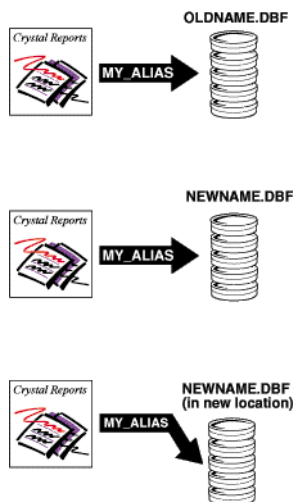 OLDNAME.DBF
Crystal Reports
MY_ALIAS
NEWNAME.DBF
Crystal Reports
MY_ALIAS
Crystal Reports
NEWNAME.DBF
(in new location)
MY_ALIAS